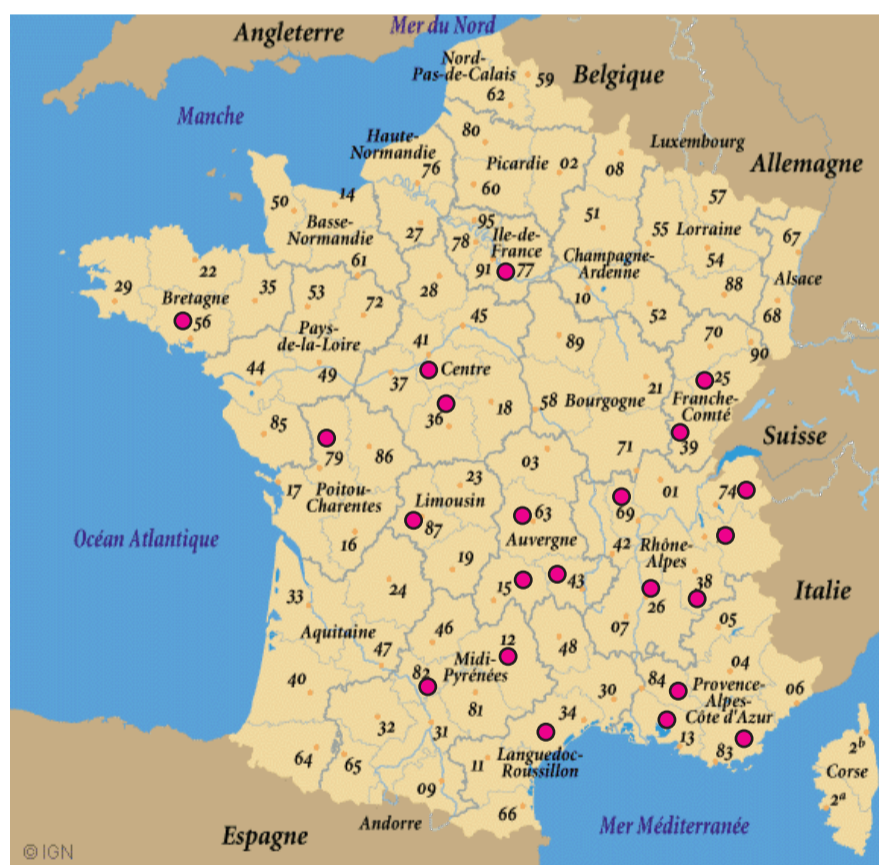 Mer du Nord
Angleterre
Nord-
Pas-de-Calais
59
Belgique
62
Manche
80
Haute-
Normandie
Luxembourg
Picardie
02
08
Allemagne
76
60
57
50
14
51
95
Basse-
Normandie
27
78
Ile-de-
France
55
Lorraine
67
Champagne-
Ardenne
54
61
91
77
22
Alsace
29
Bretagne
35
53
28
10
88
72
45
52
68
56
Pays-
de-la-Loire
70
41
89
90
44
49
37
Centre
25
21
Franche-
Comté
58
Bourgogne
18
85
36
Suisse
39
79
86
71
03
17
Poitou-
Charentes
23
Limousin
01
74
63
69
87
Océan Atlantique
Auvergne
16
42
Rhône-
Alpes
19
43
38
15
24
Italie
33
26
05
07
46
Aquitaine
12
48
47
Midi-
Pyrénées
04
82
84
Provence-
Alpes-
Côte d'Azur
40
30
06
81
34
32
31
13
2b
83
64
65
11
Languedoc-
Roussillon
Corse
09
2a
66
Andorre
Mer Méditerranée
Espagne
© IGN